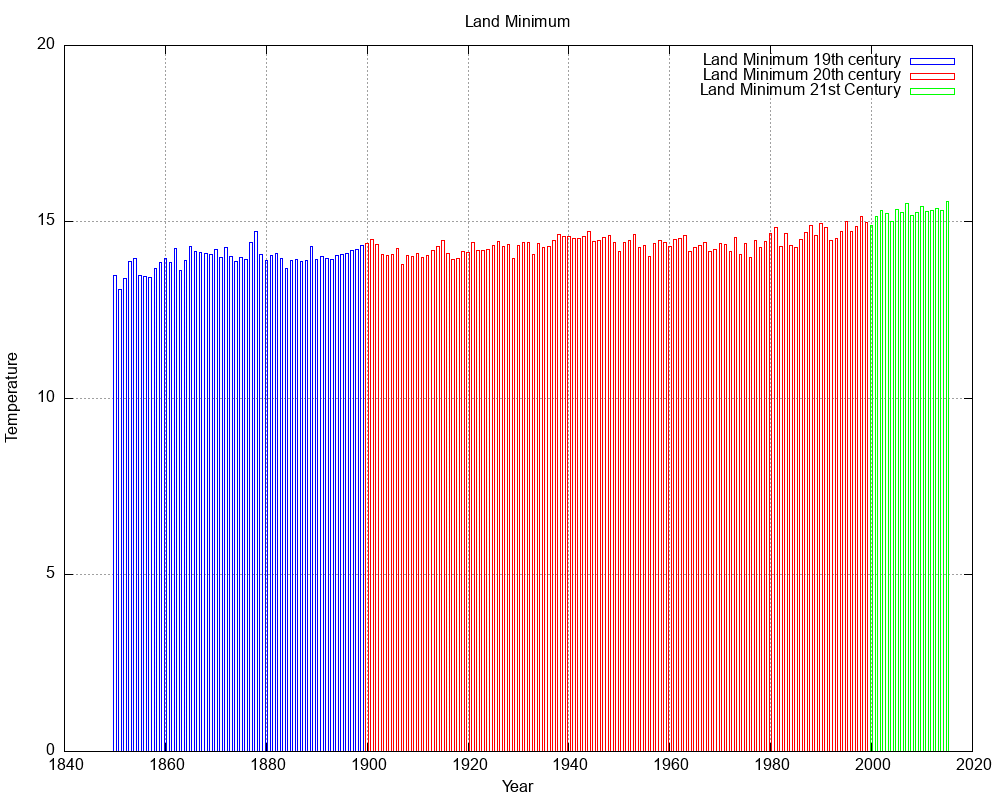 Land Minimum
Land Minimum 19th century
Land Minimum 20th century
Land Minimum 21st Century
20
15
10
5
0
Temperature
1840 1860 1880 1900 1920 1940 1960 1980 2000 2020
Year